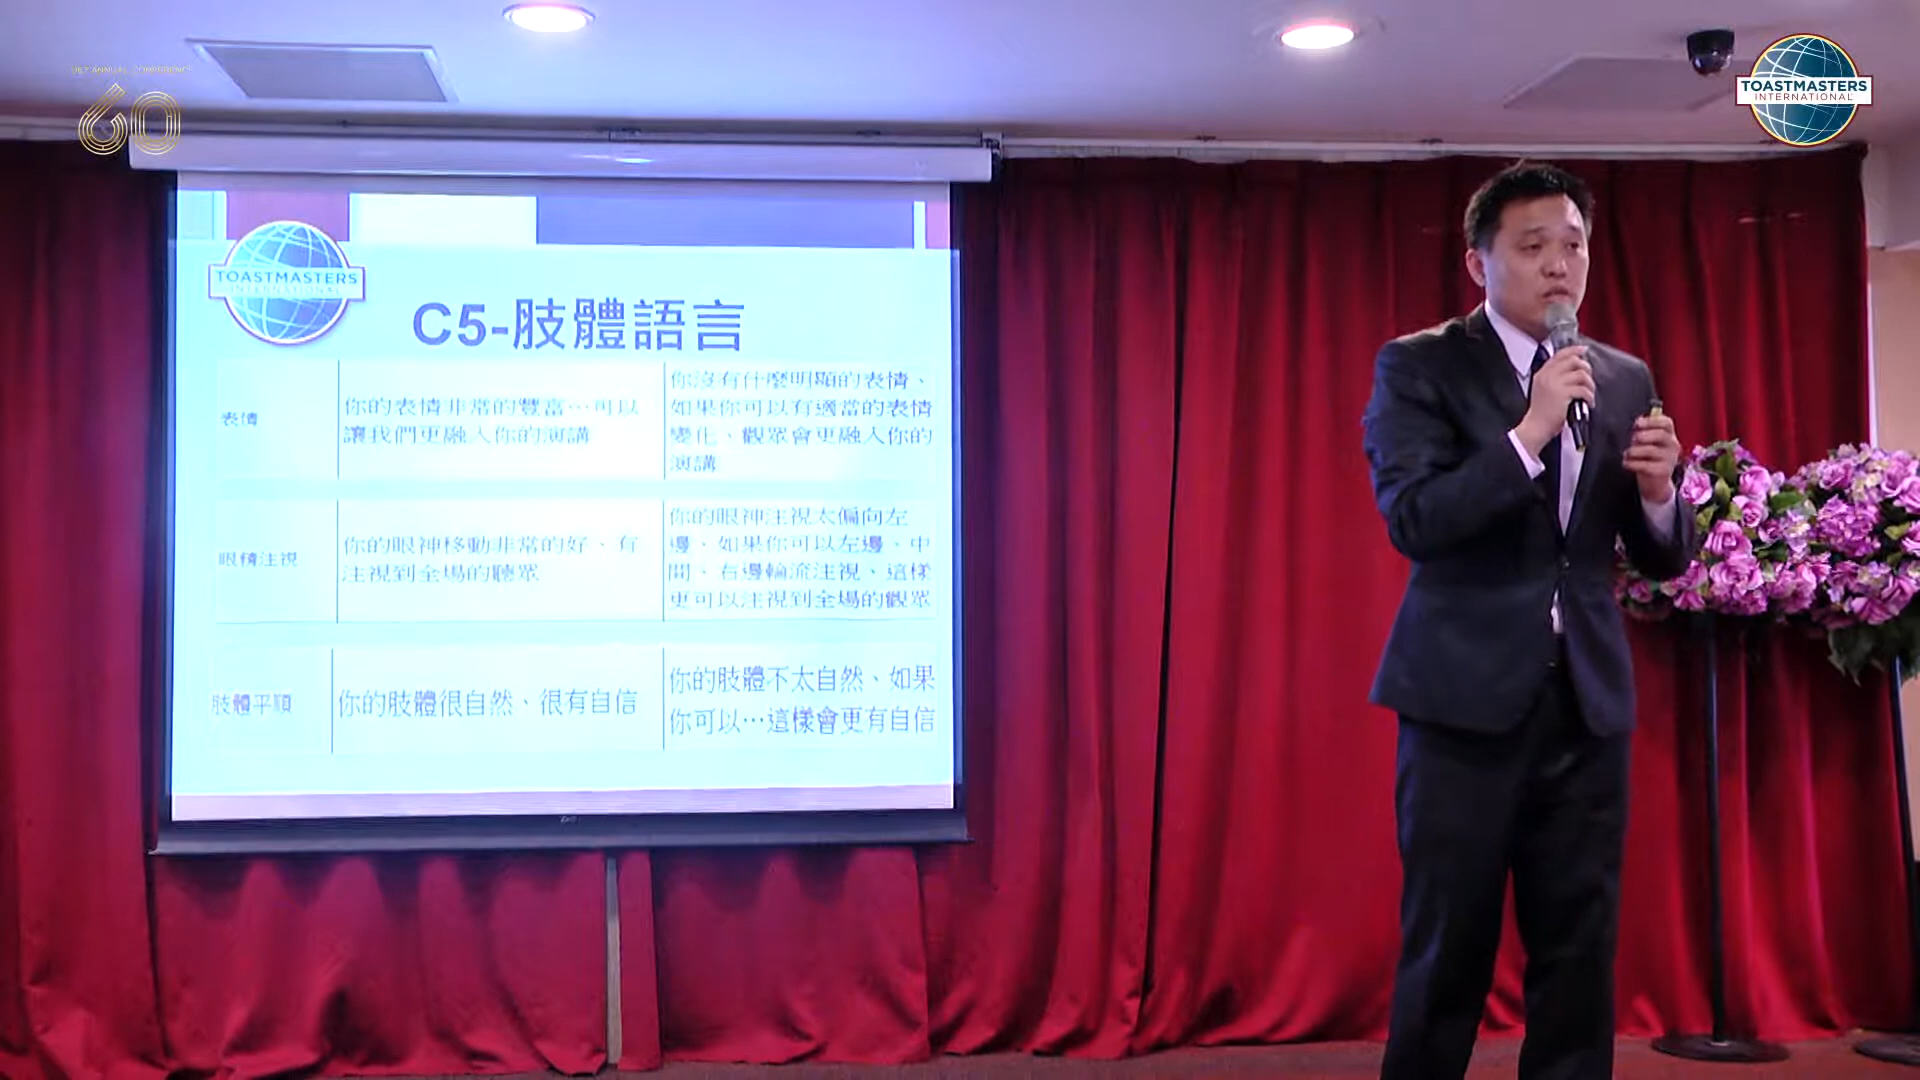 67 ANNUAL CONFERENCE
60
TOASTMASTERS
INTERNATIONAL
TOASTMASTERS
INTERNATIONAL
C5-肢體語言
表情
你的表情非常的豐富…可以
讓我們更融入你的演講
你沒有什麼明顯的表情、
如果你可以有適當的表情
變化、觀眾會更融入你的
演講
眼積注視
你的眼神移動非常的好、有
注視到全場的聽眾
你的眼神注視太偏向左
邊、如果你可以左邊、中
間、右邊輪流注視、這樣
更可以注視到全場的觀眾
肢體平順
你的肢體很自然、很有自信
你的肢體不太自然、如果
你可以…這樣會更有自信